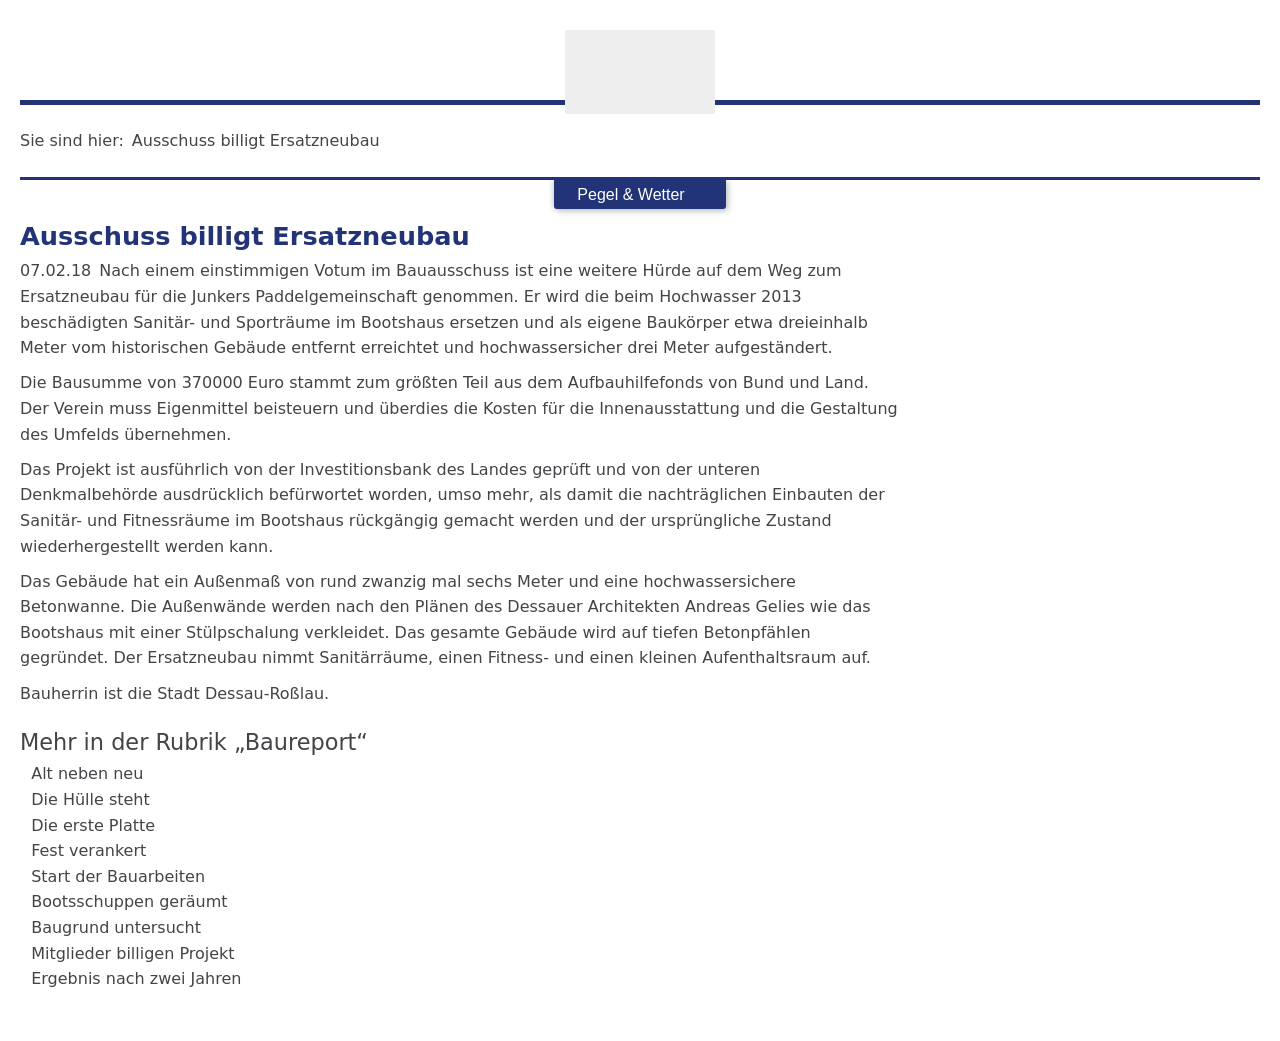 Sie sind hier: Ausschuss billigt Ersatzneubau
Pegel & Wetter
Ausschuss billigt Ersatzneubau
07.02.18 Nach einem einstimmigen Votum im Bauausschuss ist eine weitere Hürde auf dem Weg zum
Ersatzneubau für die Junkers Paddelgemeinschaft genommen. Er wird die beim Hochwasser 2013
beschädigten Sanitär- und Sporträume im Bootshaus ersetzen und als eigene Baukörper etwa dreieinhalb
Meter vom historischen Gebäude entfernt erreichtet und hochwassersicher drei Meter aufgeständert.
Die Bausumme von 370000 Euro stammt zum größten Teil aus dem Aufbauhilfefonds von Bund und Land.
Der Verein muss Eigenmittel beisteuern und überdies die Kosten für die Innenausstattung und die Gestaltung
des Umfelds übernehmen.
Das Projekt ist ausführlich von der Investitionsbank des Landes geprüft und von der unteren
Denkmalbehörde ausdrücklich befürwortet worden, umso mehr, als damit die nachträglichen Einbauten der
Sanitär- und Fitnessräume im Bootshaus rückgängig gemacht werden und der ursprüngliche Zustand
wiederhergestellt werden kann.
Das Gebäude hat ein Außenmaß von rund zwanzig mal sechs Meter und eine hochwassersichere
Betonwanne. Die Außenwände werden nach den Plänen des Dessauer Architekten Andreas Gelies wie das
Bootshaus mit einer Stülpschalung verkleidet. Das gesamte Gebäude wird auf tiefen Betonpfählen
gegründet. Der Ersatzneubau nimmt Sanitärräume, einen Fitness- und einen kleinen Aufenthaltsraum auf.
Bauherrin ist die Stadt Dessau-Roßlau.
Mehr in der Rubrik „Baureport“
Alt neben neu
Die Hülle steht
Die erste Platte
Fest verankert
Start der Bauarbeiten
Bootsschuppen geräumt
Baugrund untersucht
Mitglieder billigen Projekt
Ergebnis nach zwei Jahren